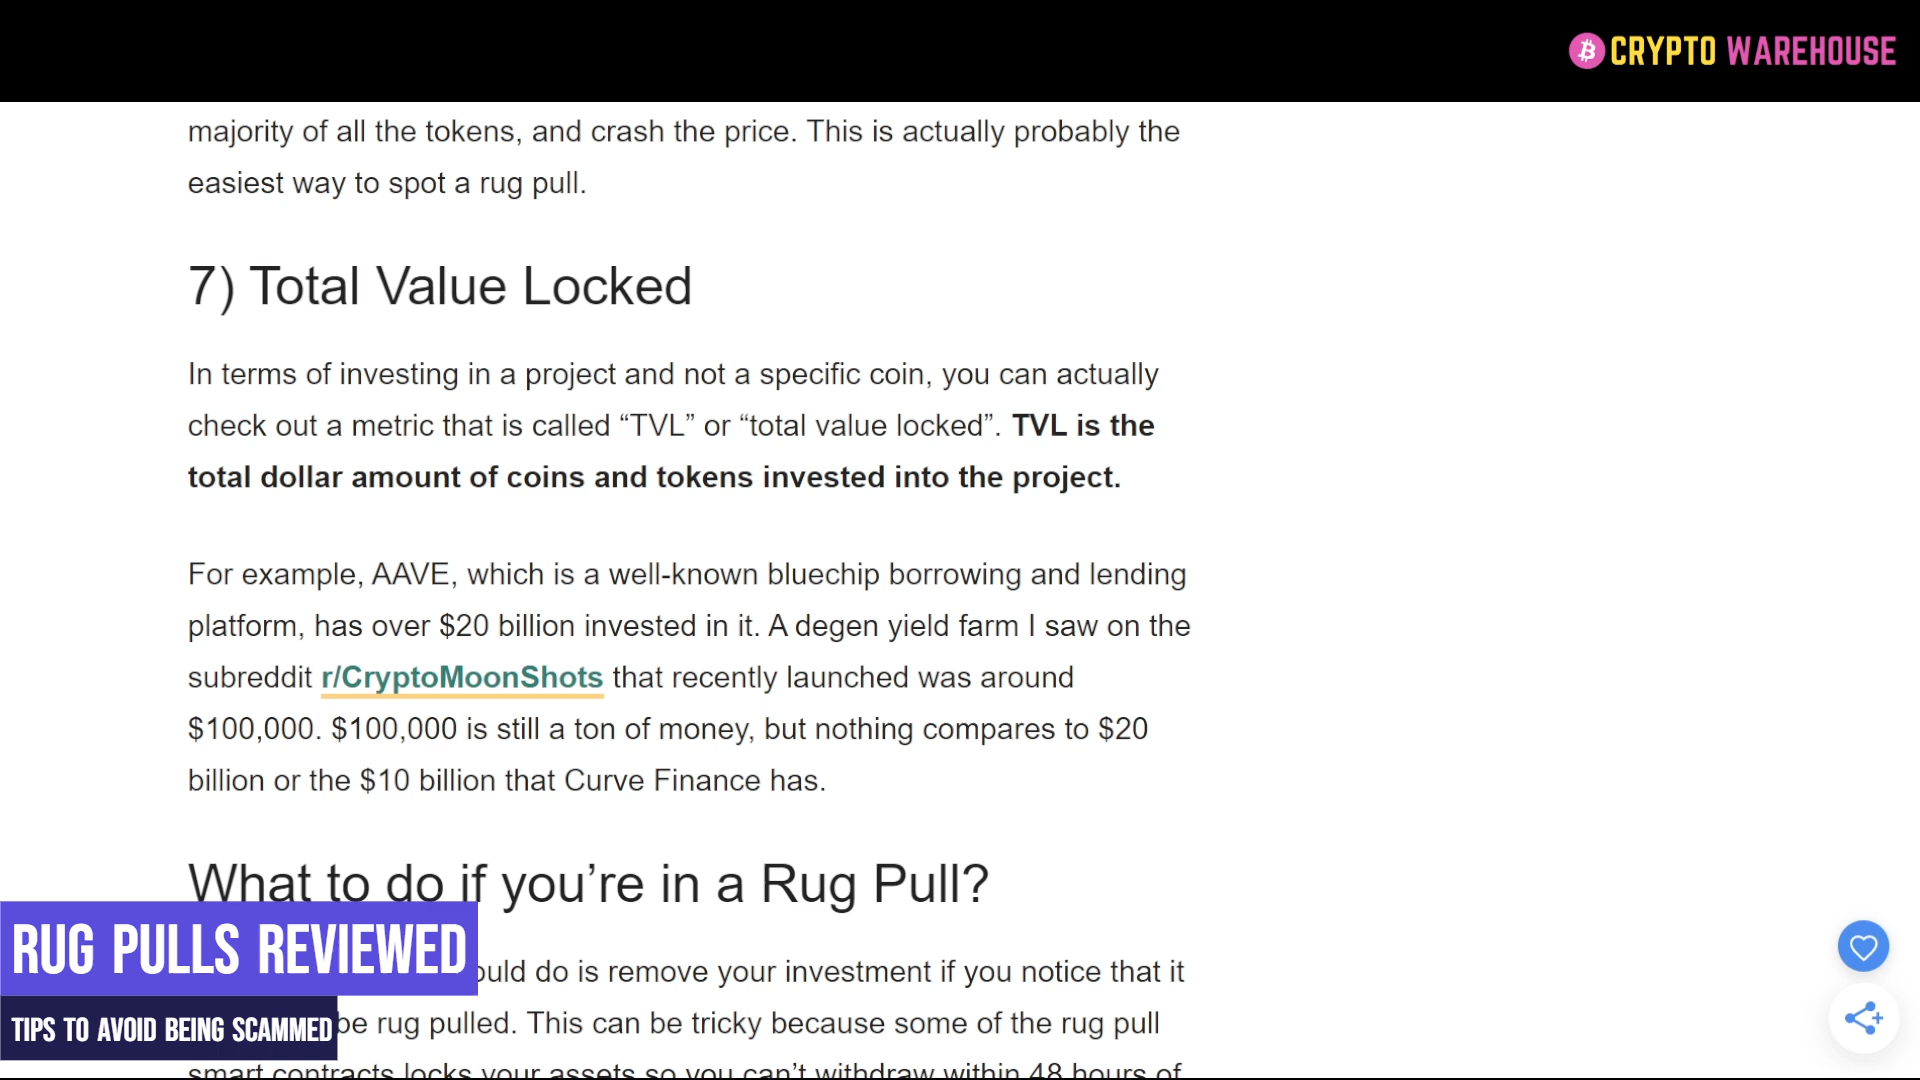 CRYPTO WAREHOUSE
majority of all the tokens, and crash the price. This is actually probably the
easiest way to spot a rug pull.
7) Total Value Locked
In terms of investing in a project and not a specific coin, you can actually
check out a metric that is called “TVL” or “total value locked”. TVL is the
total dollar amount of coins and tokens invested into the project.
For example, AAVE, which is a well-known bluechip borrowing and lending
platform, has over $20 billion invested in it. A degen yield farm I saw on the
subreddit r/CryptoMoonShots that recently launched was around
$100,000. $100,000 is still a ton of money, but nothing compares to $20
billion or the $10 billion that Curve Finance has.
What to do if you’re in a Rug Pull?
RUG PULLS REVIEWED
do is remove your investment if you notice that it
TIPS TO AVOID BEING SCAMMED
be rug pulled. This can be tricky because some of the rug pull
smart contracts locks your assets so you can’t withdraw within 48 hours of